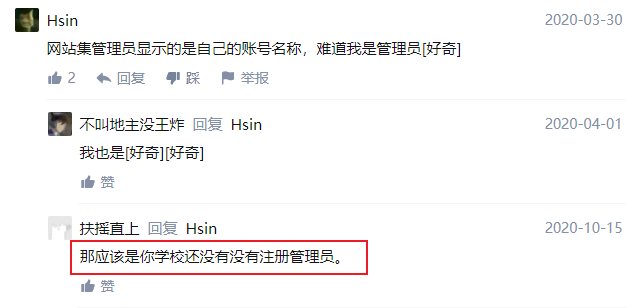 Hsin 2020-03-30
网站集管理员显示的是自己的账号名称，难道我是管理员[好奇]
2 回复 踩 举报
不叫地主没王炸 回复 Hsin 2020-04-01
我也是[好奇][好奇]
赞
扶摇直上 回复 Hsin 2020-10-15
那应该是你学校还没有没有注册管理员。
赞